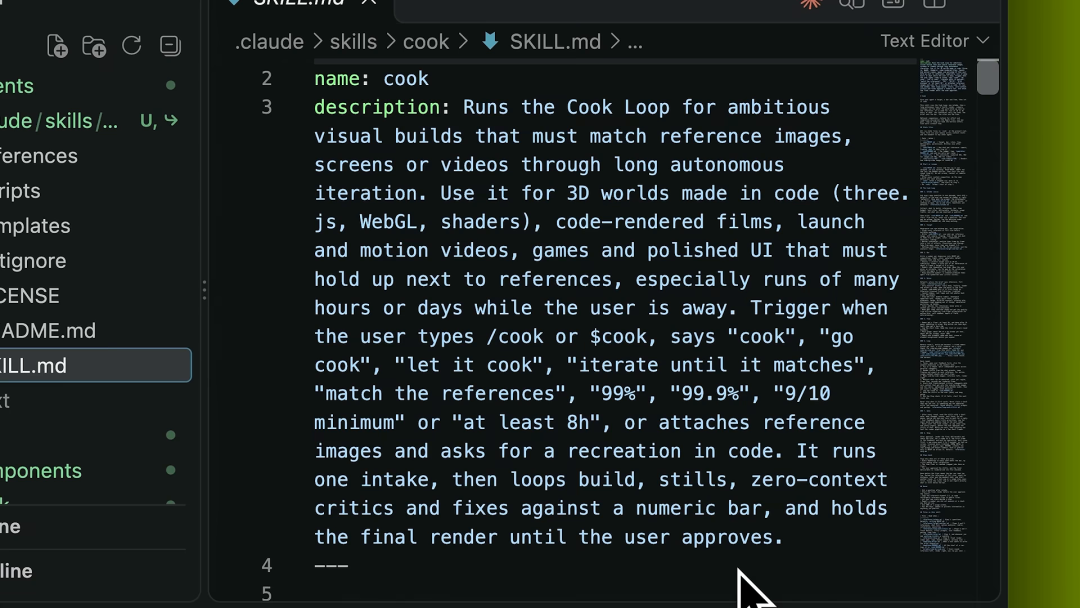 SKILL.md
.claude > skills > cook > SKILL.md > ...
Text Editor
ents
ude/skills/... U,
ferences
ripts
mplates
tignore
CENSE
ADME.md
ILL.md
xt
mponents
ne
line
2 name: cook
3 description: Runs the Cook Loop for ambitious
visual builds that must match reference images,
screens or videos through long autonomous
iteration. Use it for 3D worlds made in code (three.
js, WebGL, shaders), code-rendered films, launch
and motion videos, games and polished UI that must
hold up next to references, especially runs of many
hours or days while the user is away. Trigger when
the user types /cook or $cook, says "cook", "go
cook", "let it cook", "iterate until it matches",
"match the references", "99%", "99.9%", "9/10
minimum" or "at least 8h", or attaches reference
images and asks for a recreation in code. It runs
one intake, then loops build, stills, zero-context
critics and fixes against a numeric bar, and holds
the final render until the user approves.
4 ---
5